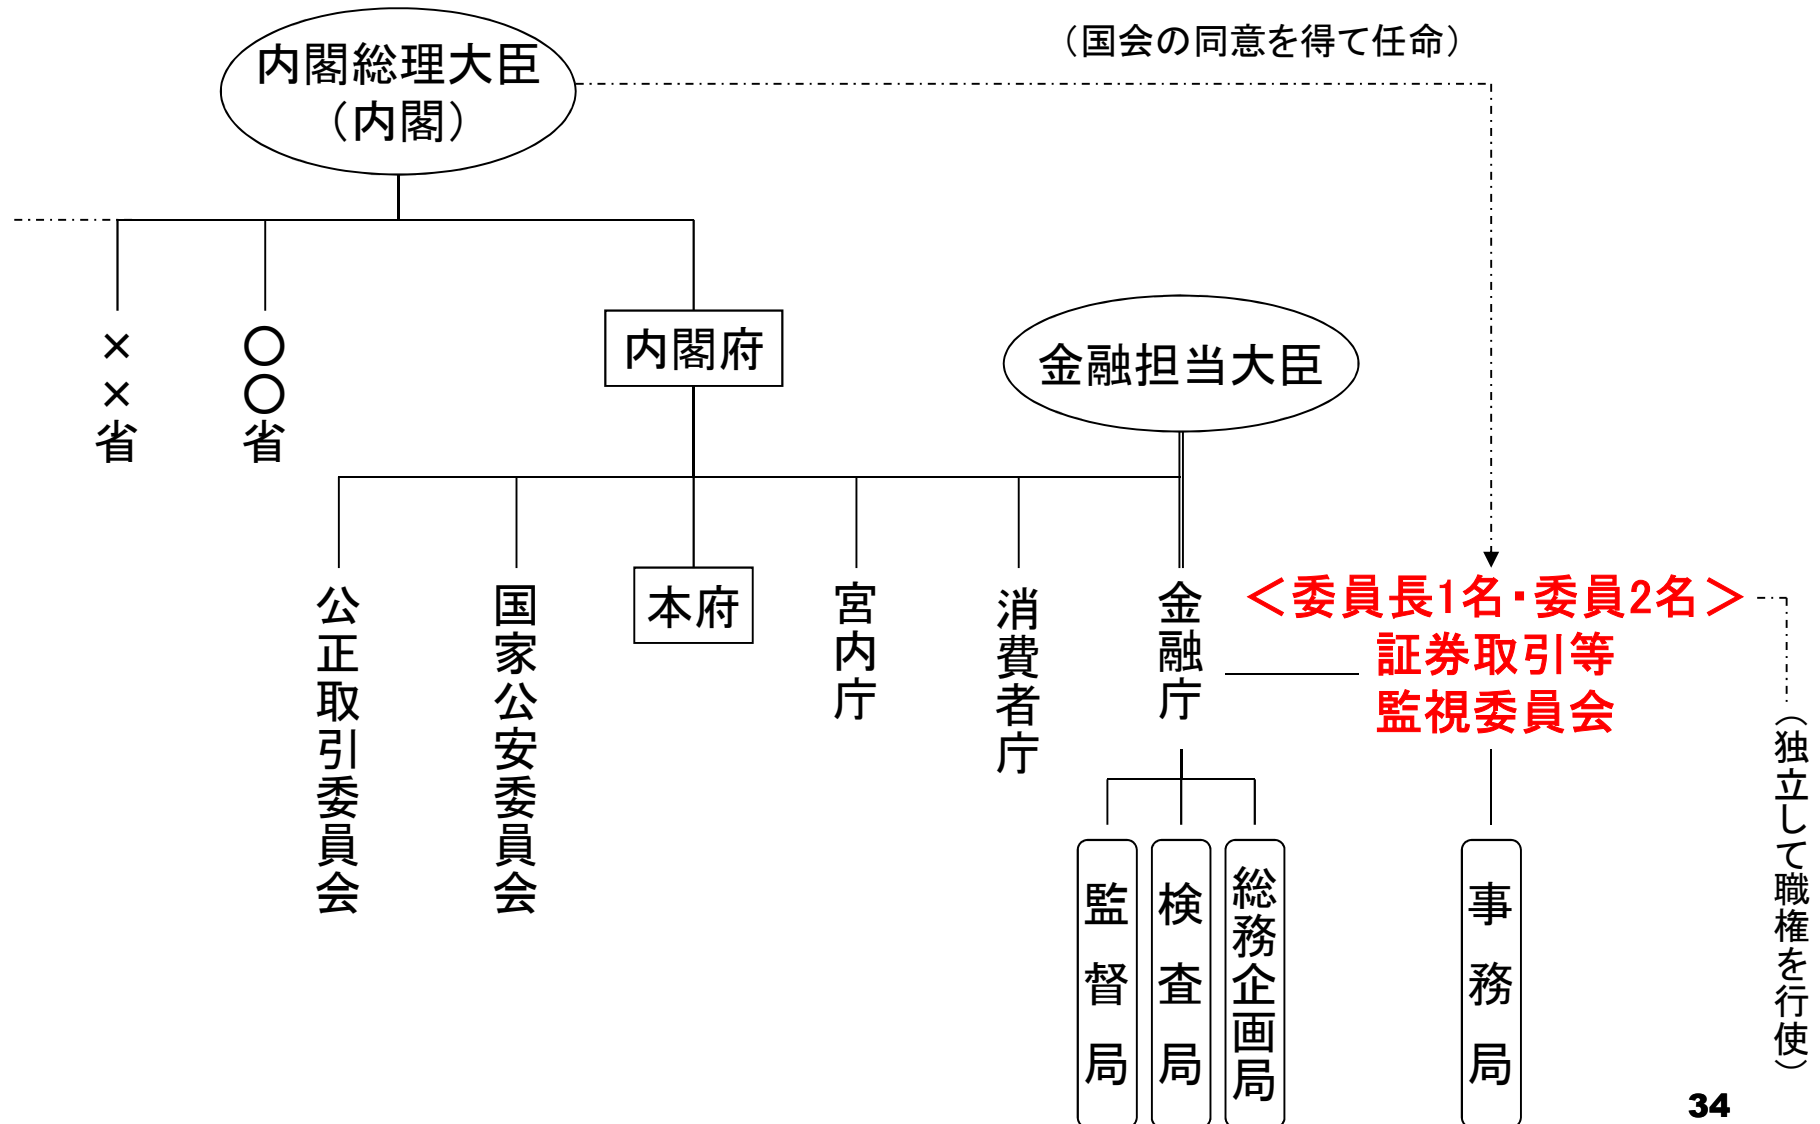 内閣総理大臣
（内閣）
（国会の同意を得て任命）
××省
〇〇省
内閣府
金融担当大臣
公正取引委員会
国家公安委員会
本府
宮内庁
消費者庁
金融庁
＜委員長1名・委員2名＞
証券取引等
監視委員会
（独立して職権を行使）
監督局
検査局
総務企画局
事務局
34